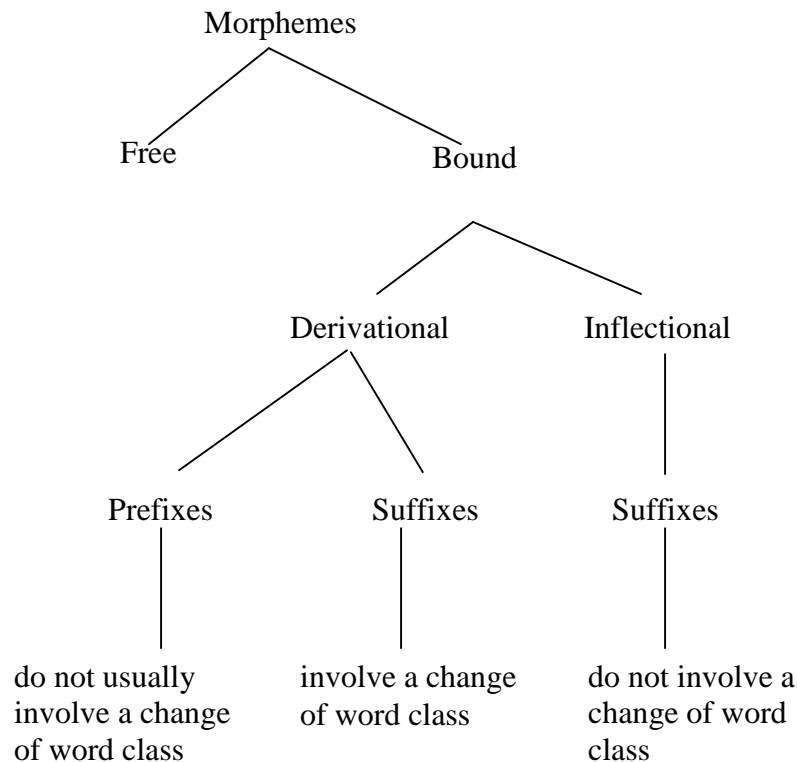 Morphemes
Free
Bound
Derivational
Inflectional
Prefixes
Suffixes
Suffixes
do not usually
involve a change
of word class
involve a change
of word class
do not involve a
change of word
class